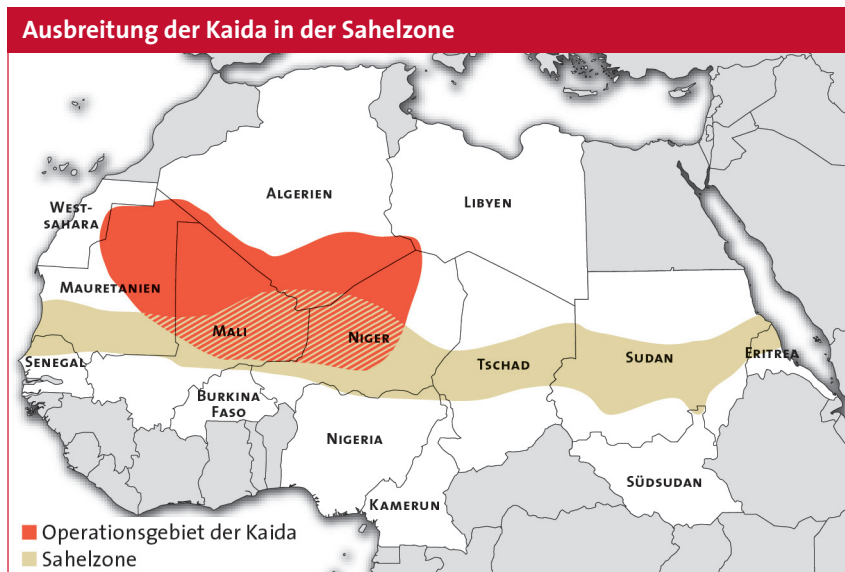 Ausbreitung der Kaida in der Sahelzone
ALGERIEN
LIBYEN
WEST-
SAHARA
MAURETANIEN
MALI
NIGER
SENEGAL
TSCHAD
SUDAN
ERITREA
BURKINA
FASO
NIGERIA
SÜDSUDAN
KAMERUN
Operationsgebiet der Kaida
Sahelzone